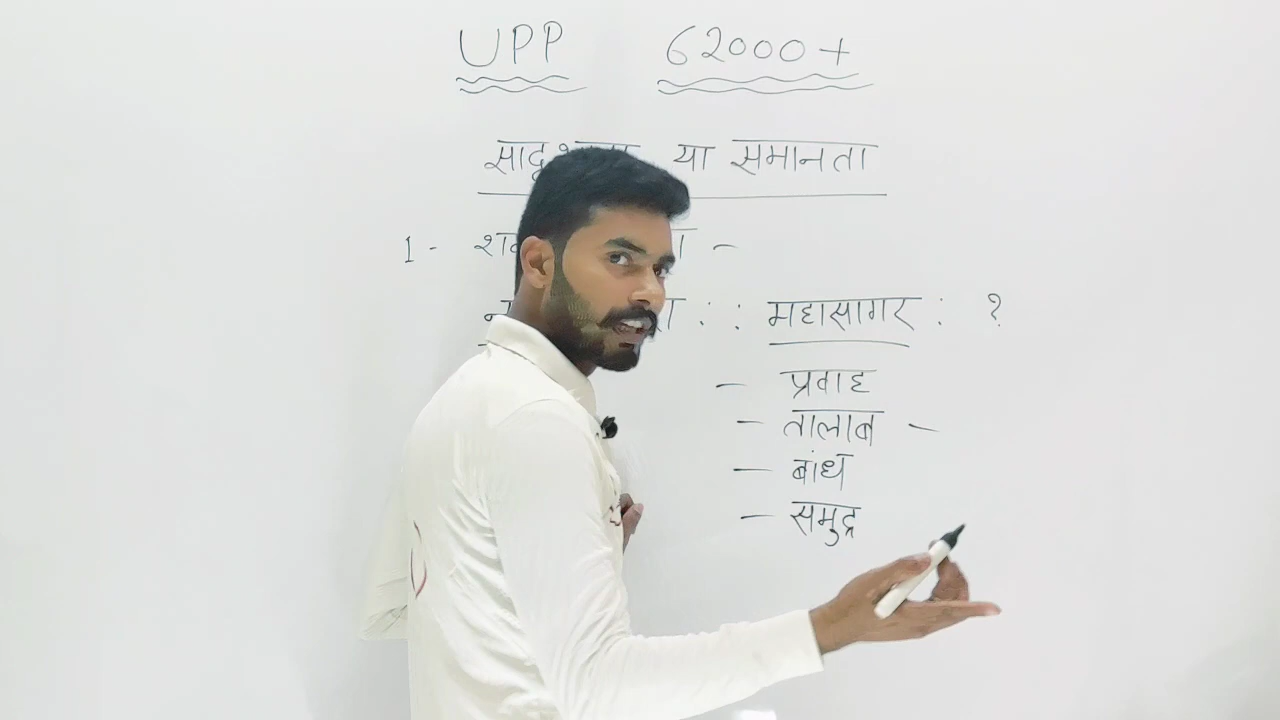 UPP 62000+
या समानता
1 - -
: : महासागर : ?
- प्रवाह
- तालाब -
- बांध
- समुद्र